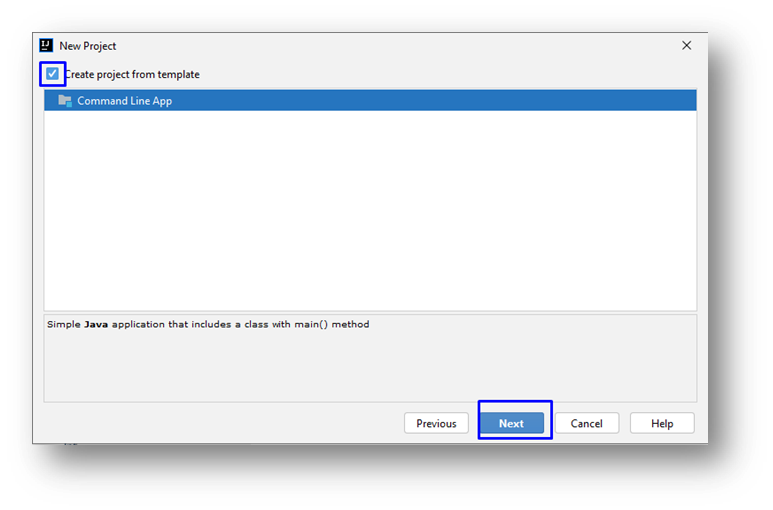 IJ
New Project
Create project from template
Command Line App
Simple Java application that includes a class with main() method
Previous
Next
Cancel
Help